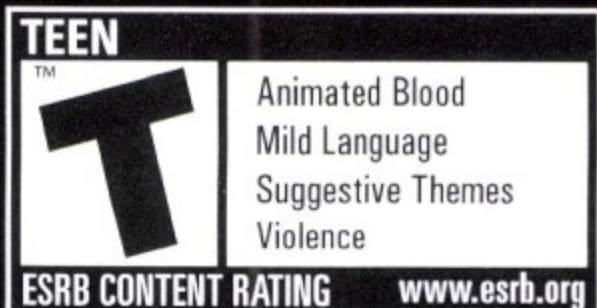 TEEN
TM
T
Animated Blood
Mild Language
Suggestive Themes
Violence
ESRB CONTENT RATING www.esrb.org